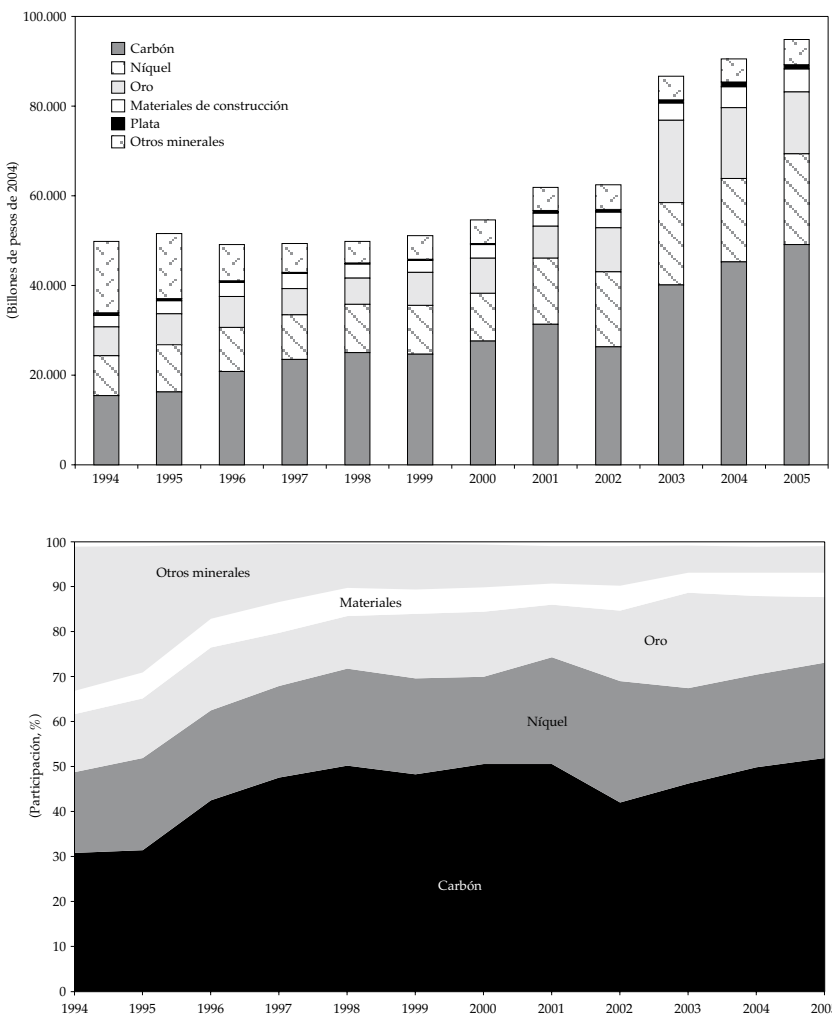 100.000
80.000
60.000
40.000
20.000
0
(Billones de pesos de 2004)
Carbón
Níquel
Oro
Materiales de construcción
Plata
Otros minerales
1994 1995 1996 1997 1998 1999 2000 2001 2002 2003 2004 2005
100
90
80
70
60
50
40
30
20
10
0
(Participación, %)
Otros minerales
Materiales
Oro
Níquel
Carbón
1994 1995 1996 1997 1998 1999 2000 2001 2002 2003 2004